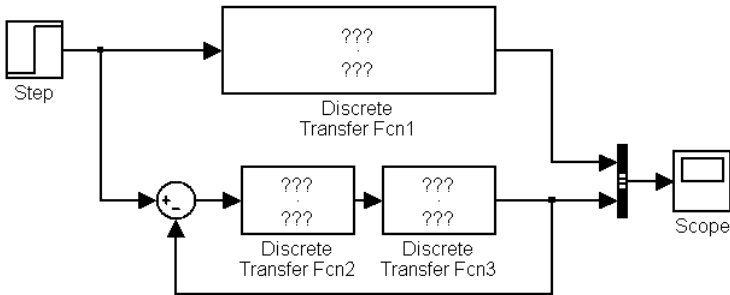 ???
???
Step
Discrete
Transfer Fcn1
+
-
???
???
???
???
Discrete
Transfer Fcn2
Discrete
Transfer Fcn3
Scope